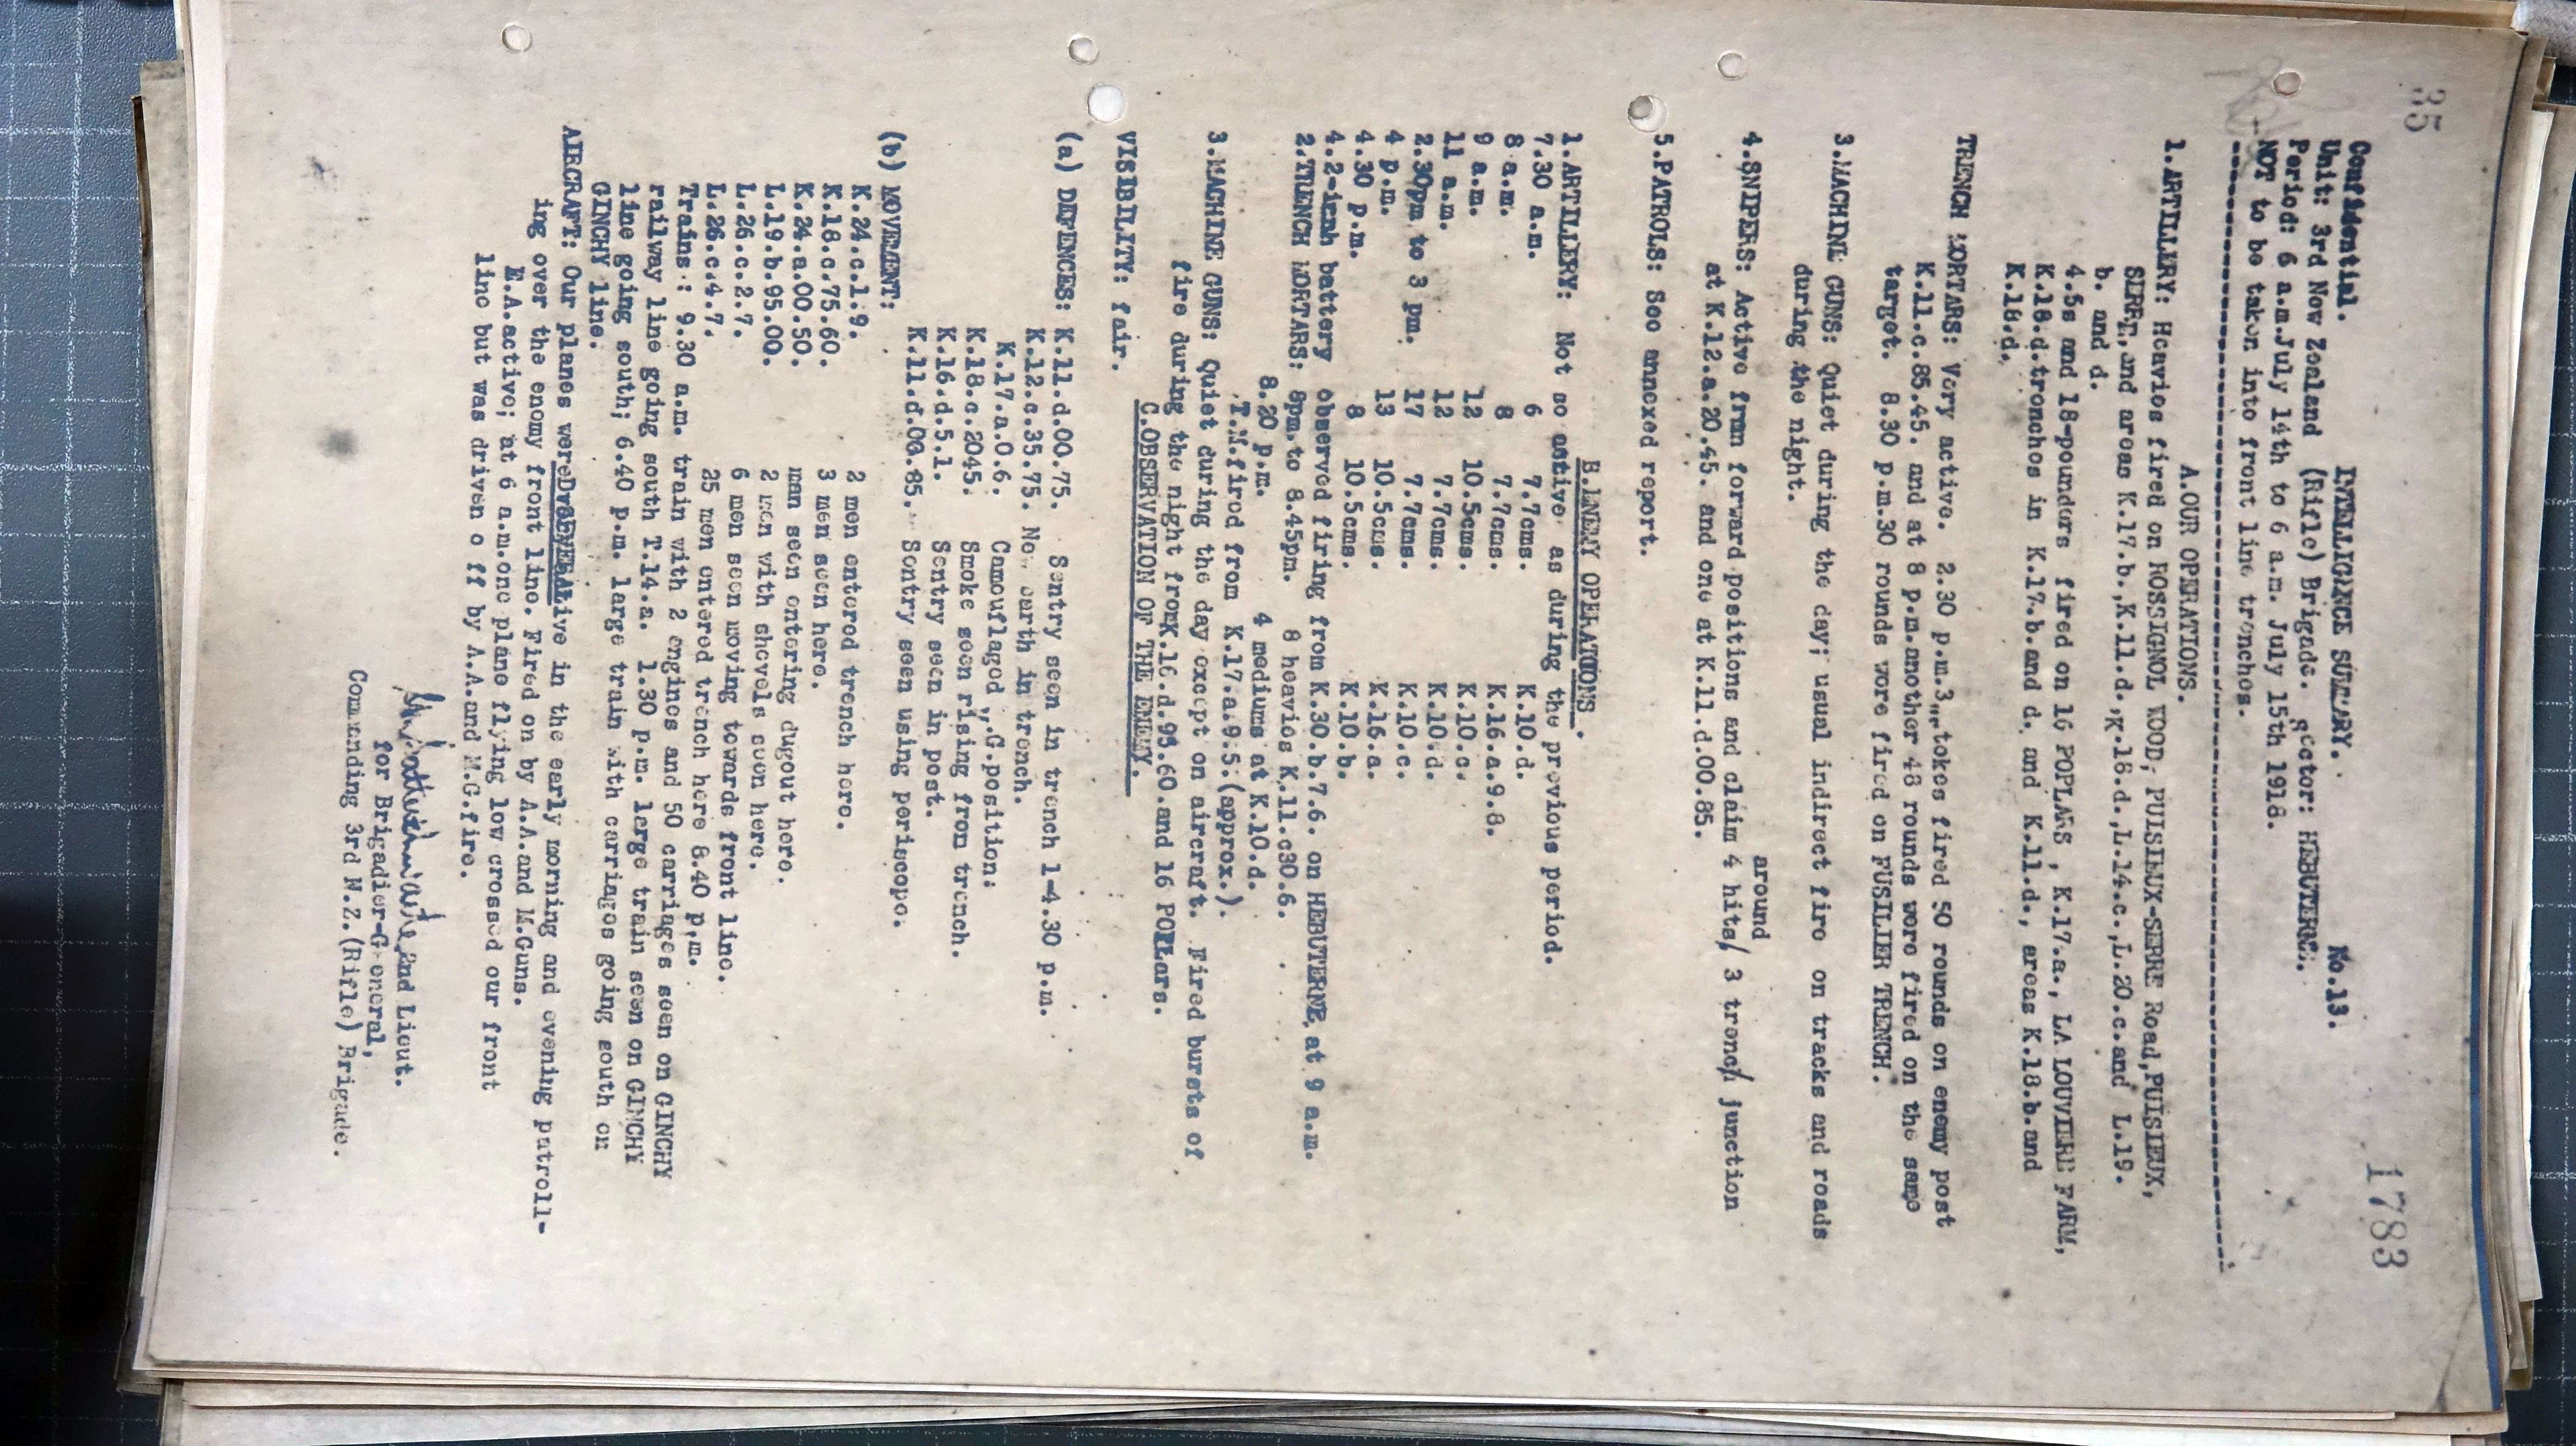 35
1783
Confidential. INTELLIGENCE SUMMARY. No.13.
Unit: 3rd New Zealand (Rifle) Brigade. Sector: HEBUTERNE.
Period: 6 a.m.July 14th to 6 a.m. July 15th 1918.
NOT to be taken into front line trenches.
A.OUR OPERATIONS.
1.ARTILLERY: Heavies fired on ROSSIGNOL WOOD, PUISIEUX-SERRE Road,PUISIEUX,
SERRE,and areas K.17.b.,K.11.d.,K.18.d.,L.14.c.,L.20.c.and L.19.
b. and d.
4.5s and 18-pounders fired on 16 POPLARS , K.17.a., LA LOUVIERE FARM,
K.18.d.trenches in K.17.b.and d. and K.11.d., areas K.18.b.and
K.18.d.
TRENCH MORTARS: Very active. 2.30 p.m.3"stokes fired 50 rounds on enemy post
K.11.c.85.45. and at 8 p.m.another 48 rounds were fired on the same
target. 8.30 p.m.30 rounds were fired on FUSILIER TRENCH.
3.MACHINE GUNS: Quiet during the day; usual indirect fire on tracks and roads
during the night.
around
4.SNIPERS: Active from forward positions and claim 4 hits/ 3 trench junction
at K.12.a.20.45. and one at K.11.d.00.85.
5.PATROLS: See annexed report.
B.ENEMY OPERATIONS.
1.ARTILLERY: Not so active as during the previous period.
7.30 a.m. 6 7.7cms. K.10.d.
8 a.m. 8 7.7cms. K.16.a.9.8.
9 a.m. 12 10.5cms. K.10.c.
11 a.m. 12 7.7cms. K.10.d.
2.30pm to 3 pm. 17 7.7cms. K.10.c.
4 p.m. 13 10.5cms. K.16.a.
4.30 p.m. 8 10.5cms. K.10.b.
4.2-inch battery observed firing from K.30.b.7.6. on HEBUTERNE, at 9 a.m.
2.TRENCH MORTARS: 8pm.to 8.45pm. 8 heavies K.11.c30.6.
8.20 p.m. 4 mediums at K.10.d.
T.M.fired from K.17.a.9.5.(approx.).
3.MACHINE GUNS: Quiet during the day except on aircraft. Fired bursts of
fire during the night fromK.16.d.95.60.and 16 POPLars.
C.OBSERVATION OF THE ENEMY.
VISIBILITY: fair.
(a) DEFENCES: K.11.d.00.75. Sentry seen in trench 1-4.30 p.m.
K.12.c.35.75. New earth in trench.
K.17.a.0.6. Camouflaged M.G.position:
K.18.c.2045. Smoke seen rising from trench.
K.16.d.5.1. Sentry seen in post.
K.11.d.00.85. Sentry seen using periscope.
(b) MOVEMENT:
K.24.c.1.9. 2 men entered trench here.
K.18.c.75.60. 3 men seen here.
K.24.a.00.50. man seen entering dugout here.
L.19.b.95.00. 2 men with shovels seen here.
L.26.c.2.7. 6 men seen moving towards front line.
L.26.c.4.7. 25 men entered trench here 8.40 p.m.
Trains: 9.30 a.m. train with 2 engines and 50 carriages seen on GINCHY
railway line going south T.14.a. 1.30 p.m. large train seen on GINCHY
line going south; 6.40 p.m. large train with carriages going south on
GINCHY line.
D.GENERAL
AIRCRAFT: Our planes were active in the early morning and evening patroll-
ing over the enemy front line. Fired on by A.A.and M.Guns.
E.A.active; at 6 a.m.one plane flying low crossed our front
line but was driven o ff by A.A.and M.G.fire.
2nd Lieut.
for Brigadier-General,
Commanding 3rd N.Z.(Rifle) Brigade.